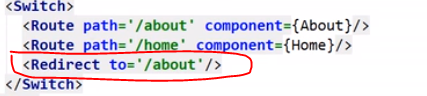 <Switch>
<Route path='/about' component={About}/>
<Route path='/home' component={Home}/>
<Redirect to='/about'/>
</Switch>